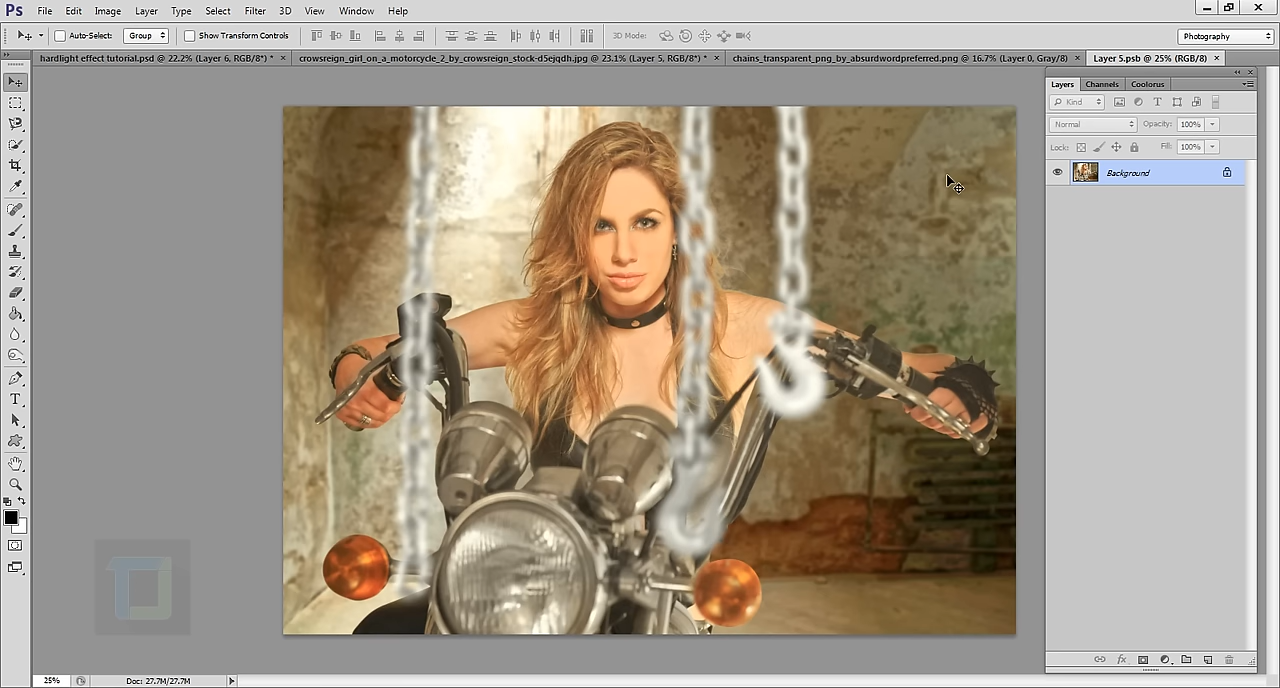 Ps File Edit Image Layer Type Select Filter 3D View Window Help
Auto-Select: Group Show Transform Controls 3D Mode: Photography
hardlight effect tutorial.psd @ 22.2% (Layer 6, RGB/8*) * × crowsreign_girl_on_a_motorcycle_2_by_crowsreign_stock-d5ejqdh.jpg @ 23.1% (Layer 5, RGB/8*) * × chains_transparent_png_by_absurdwordpreferred.png @ 16.7% (Layer 0, Gray/8) × Layer 5.psb @ 25% (RGB/8) ×
Layers Channels Coolorus
Kind
Normal Opacity: 100%
Lock: Fill: 100%
Background
25% Doc: 27.7M/27.7M